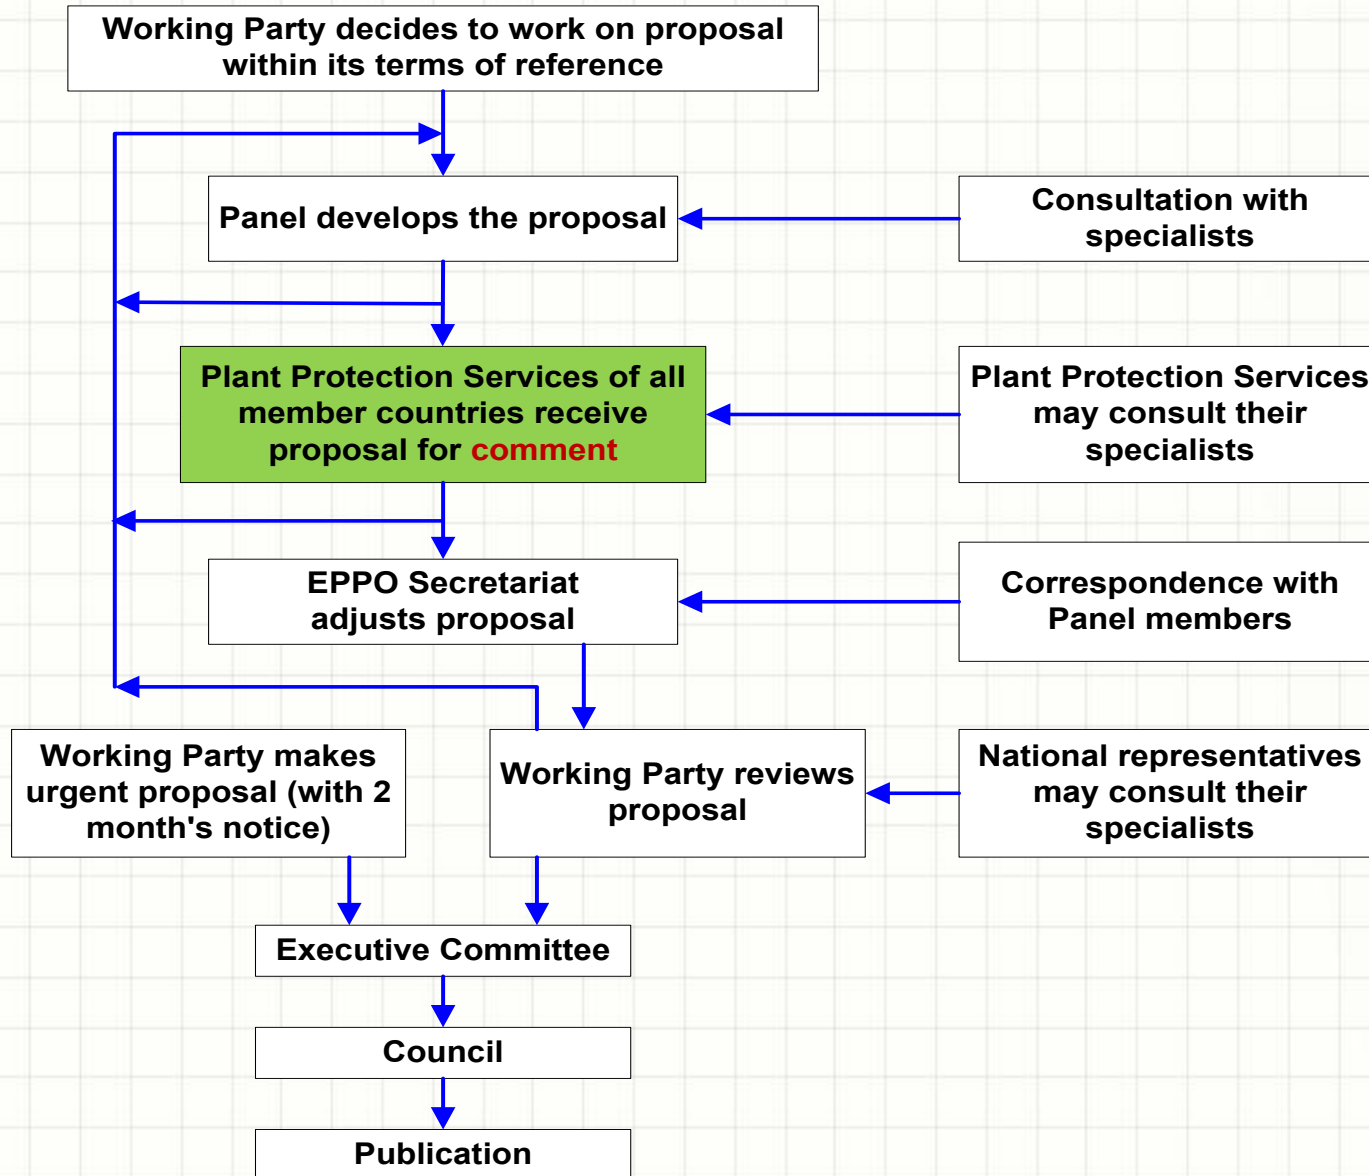 Working Party decides to work on proposal
within its terms of reference
Panel develops the proposal
Consultation with
specialists
Plant Protection Services of all
member countries receive
proposal for comment
Plant Protection Services
may consult their
specialists
EPPO Secretariat
adjusts proposal
Correspondence with
Panel members
Working Party makes
urgent proposal (with 2
month's notice)
Working Party reviews
proposal
National representatives
may consult their
specialists
Executive Committee
Council
Publication